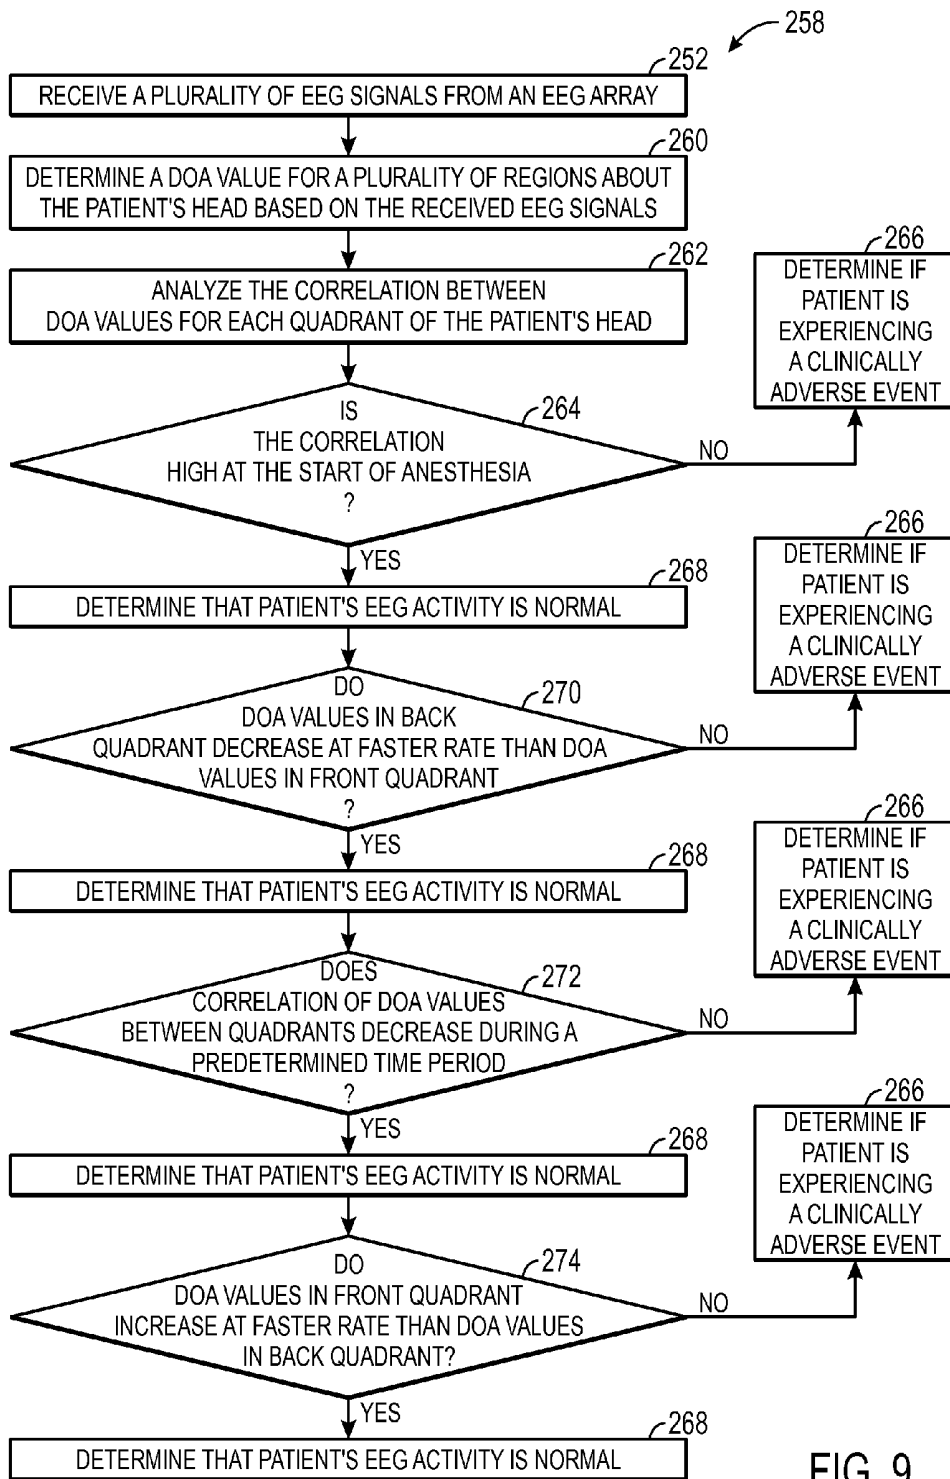 258
252
RECEIVE A PLURALITY OF EEG SIGNALS FROM AN EEG ARRAY
260
DETERMINE A DOA VALUE FOR A PLURALITY OF REGIONS ABOUT
THE PATIENT'S HEAD BASED ON THE RECEIVED EEG SIGNALS
262
ANALYZE THE CORRELATION BETWEEN
DOA VALUES FOR EACH QUADRANT OF THE PATIENT'S HEAD
266
DETERMINE IF
PATIENT IS
EXPERIENCING
A CLINICALLY
ADVERSE EVENT
264
IS
THE CORRELATION
HIGH AT THE START OF ANESTHESIA
?
NO
YES
268
DETERMINE THAT PATIENT'S EEG ACTIVITY IS NORMAL
266
DETERMINE IF
PATIENT IS
EXPERIENCING
A CLINICALLY
ADVERSE EVENT
270
DO
DOA VALUES IN BACK
QUADRANT DECREASE AT FASTER RATE THAN DOA
VALUES IN FRONT QUADRANT
?
NO
YES
268
DETERMINE THAT PATIENT'S EEG ACTIVITY IS NORMAL
266
DETERMINE IF
PATIENT IS
EXPERIENCING
A CLINICALLY
ADVERSE EVENT
272
DOES
CORRELATION OF DOA VALUES
BETWEEN QUADRANTS DECREASE DURING A
PREDETERMINED TIME PERIOD
?
NO
YES
268
DETERMINE THAT PATIENT'S EEG ACTIVITY IS NORMAL
266
DETERMINE IF
PATIENT IS
EXPERIENCING
A CLINICALLY
ADVERSE EVENT
274
DO
DOA VALUES IN FRONT QUADRANT
INCREASE AT FASTER RATE THAN DOA VALUES
IN BACK QUADRANT?
NO
YES
268
DETERMINE THAT PATIENT'S EEG ACTIVITY IS NORMAL
FIG. 9